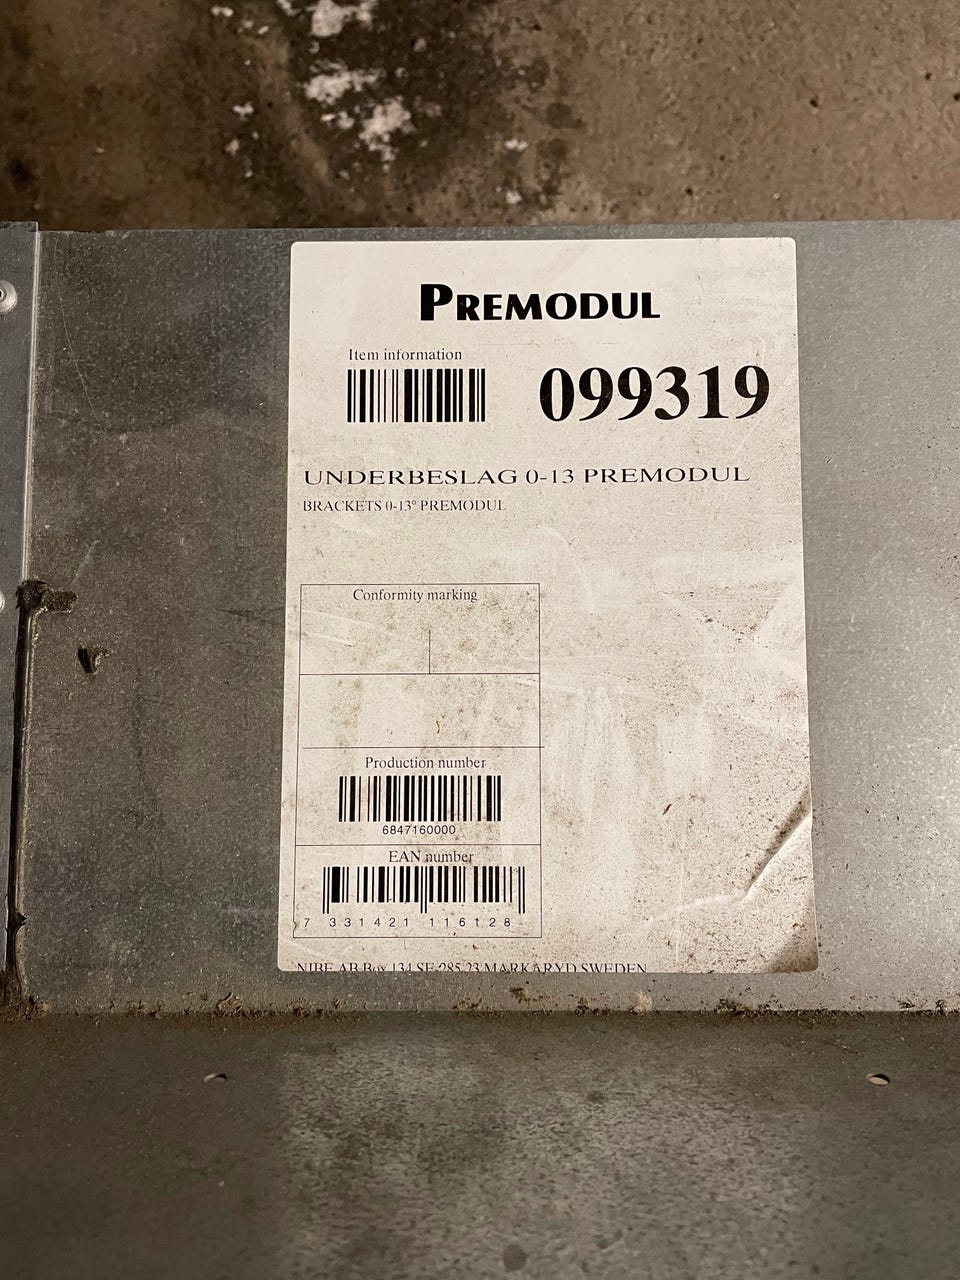 PREMODUL
Item information
099319
UNDERBESLAG 0-13 PREMODUL
BRACKETS 0-13° PREMODUL
Conformity marking
Production number
6847160000
EAN number
7 331421 116128
NIBE AB Box 134 SE-285 23 MARKARYD SWEDEN